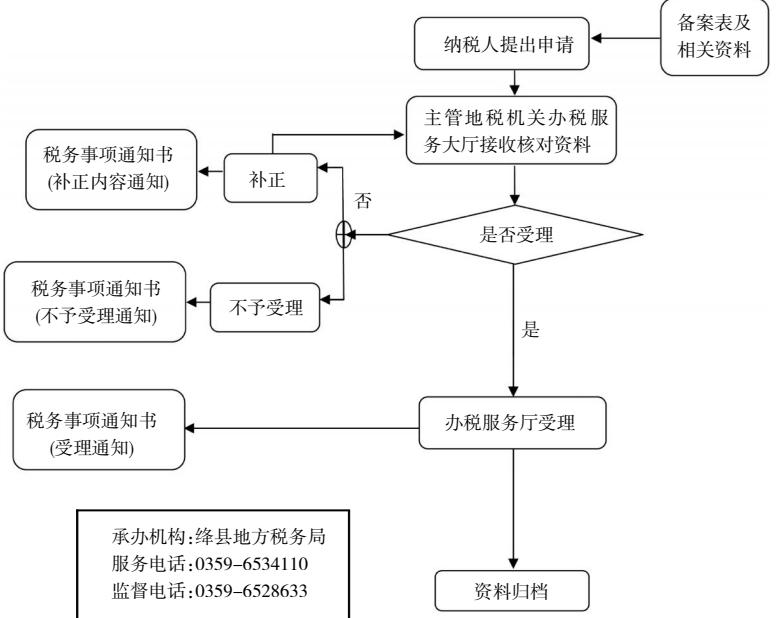 备案表及
相关资料
纳税人提出申请
主管地税机关办税服
务大厅接收核对资料
税务事项通知书
(补正内容通知)
补正
否
是否受理
税务事项通知书
(不予受理通知)
不予受理
是
税务事项通知书
(受理通知)
办税服务厅受理
承办机构:绛县地方税务局
服务电话:0359-6534110
监督电话:0359-6528633
资料归档